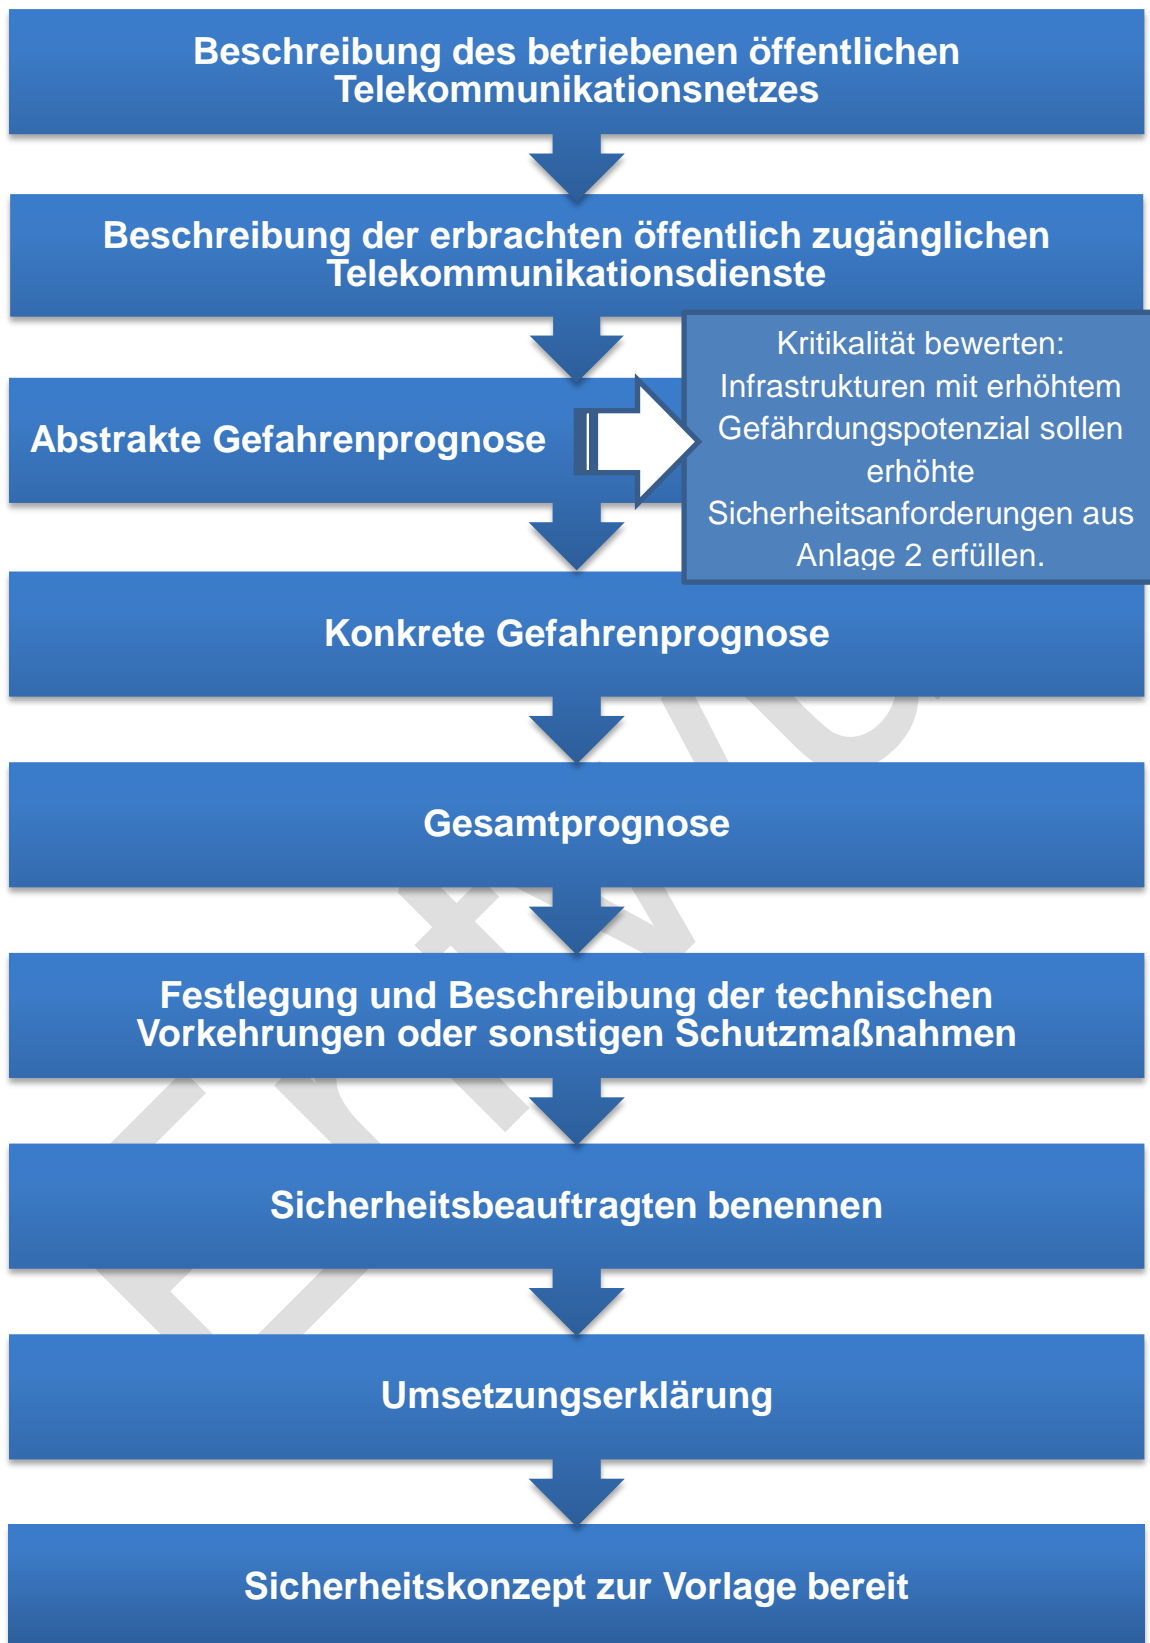 Beschreibung des betriebenen öffentlichen
Telekommunikationsnetzes
Beschreibung der erbrachten öffentlich zugänglichen
Telekommunikationsdienste
Abstrakte Gefahrenprognose
Kritikalität bewerten:
Infrastrukturen mit erhöhtem
Gefährdungspotenzial sollen
erhöhte
Sicherheitsanforderungen aus
Anlage 2 erfüllen.
Konkrete Gefahrenprognose
Gesamtprognose
Festlegung und Beschreibung der technischen
Vorkehrungen oder sonstigen Schutzmaßnahmen
Sicherheitsbeauftragten benennen
Umsetzungserklärung
Sicherheitskonzept zur Vorlage bereit